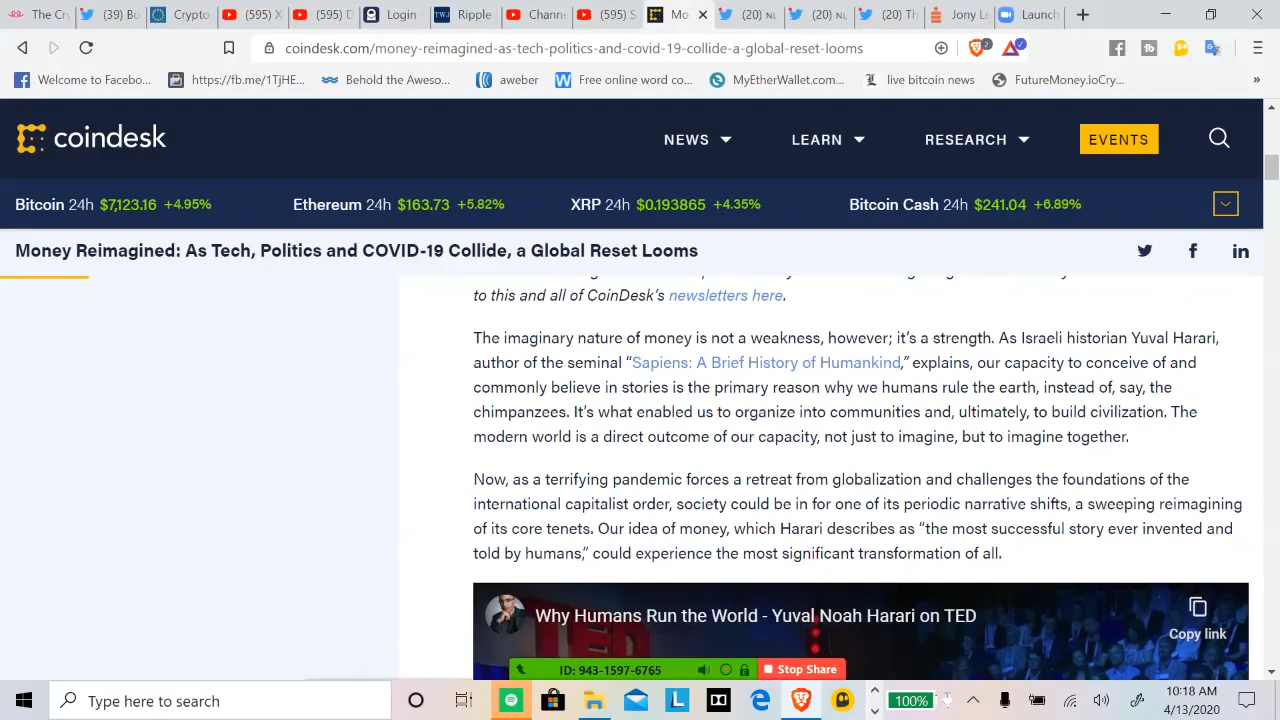 The Cr
(39) Bo
Crypto
(595) X
(595) D
Login
TWJ
Ripple
Chann
(595) S
Mo
(20) NL
(20) NL
(20) Th
Jony Le
Launch
coindesk.com/money-reimagined-as-tech-politics-and-covid-19-collide-a-global-reset-looms
2
Welcome to Facebo...
https://fb.me/1TjHE...
Behold the Aweso...
aweber
Free online word co...
MyEtherWallet.com...
live bitcoin news
FutureMoney.ioCry...
»
coindesk
NEWS
LEARN
RESEARCH
EVENTS
Bitcoin 24h $7,123.16 +4.95%
Ethereum 24h $163.73 +5.82%
XRP 24h $0.193865 +4.35%
Bitcoin Cash 24h $241.04 +6.89%
Money Reimagined: As Tech, Politics and COVID-19 Collide, a Global Reset Looms
to this and all of CoinDesk's newsletters here.
The imaginary nature of money is not a weakness, however; it's a strength. As Israeli historian Yuval Harari,
author of the seminal “Sapiens: A Brief History of Humankind,” explains, our capacity to conceive of and
commonly believe in stories is the primary reason why we humans rule the earth, instead of, say, the
chimpanzees. It's what enabled us to organize into communities and, ultimately, to build civilization. The
modern world is a direct outcome of our capacity, not just to imagine, but to imagine together.
Now, as a terrifying pandemic forces a retreat from globalization and challenges the foundations of the
international capitalist order, society could be in for one of its periodic narrative shifts, a sweeping reimagining
of its core tenets. Our idea of money, which Harari describes as “the most successful story ever invented and
told by humans,” could experience the most significant transformation of all.
Why Humans Run the World - Yuval Noah Harari on TED
Copy link
ID: 943-1597-6765
Stop Share
Type here to search
100%
10:18 AM
4/13/2020